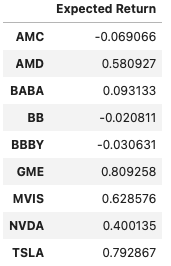 Expected Return
AMC -0.069066
AMD 0.580927
BABA 0.093133
BB -0.020811
BBBY -0.030631
GME 0.809258
MVIS 0.628576
NVDA 0.400135
TSLA 0.792867